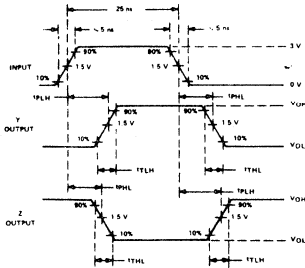 25 ns
≤ 5 ns ≤ 5 ns
3 V
90% 90%
INPUT 1.5 V 1.5 V
10% 10% 0 V
tPLH tPHL
VOH
Y 90% 90%
OUTPUT 1.5 V 1.5 V
10% 10% VOL
tTLH tTHL
tPHL tPLH
VOH
Z 90% 90%
OUTPUT 1.5 V 1.5 V
10% 10% VOL
tTHL tTLH